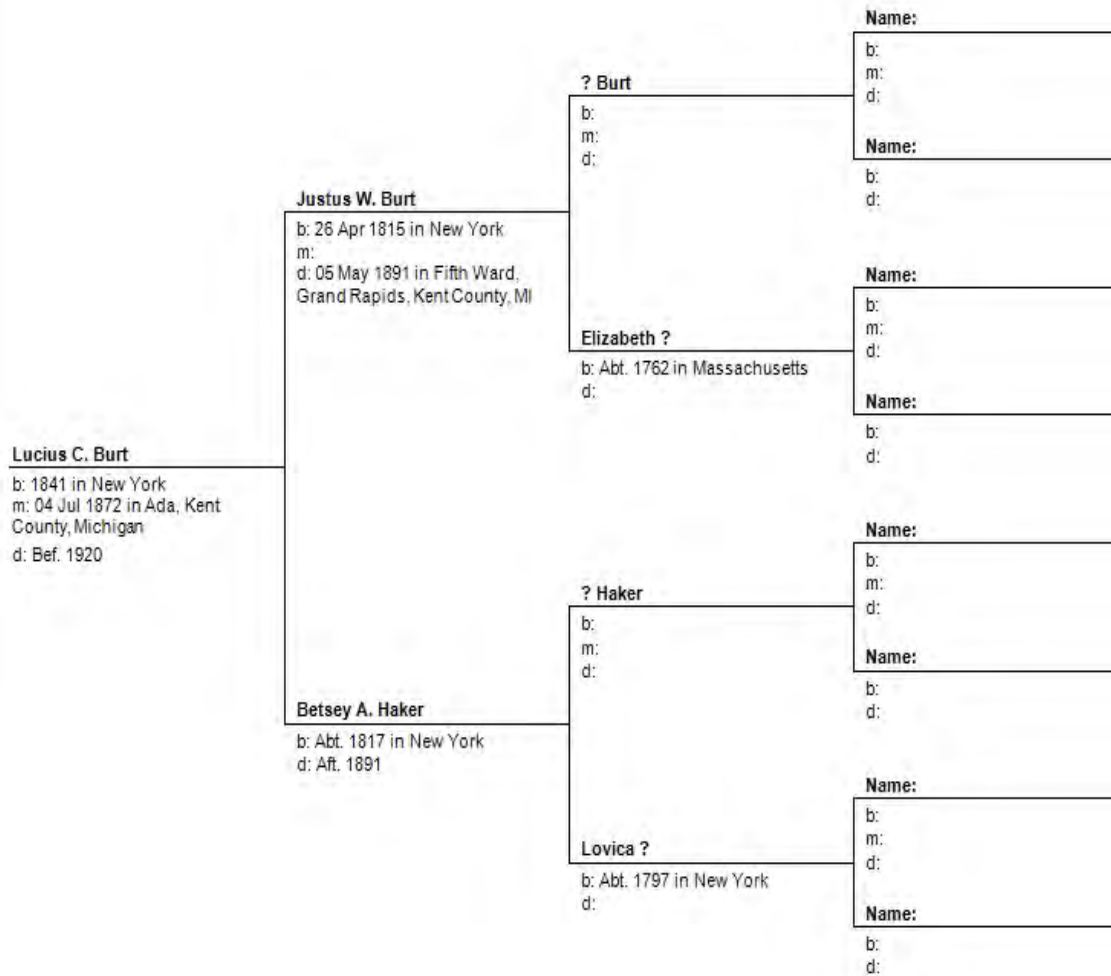 Name:
b:
m:
d:
? Burt
b:
m:
d:
Name:
b:
d:
Justus W. Burt
b: 26 Apr 1815 in New York
m:
d: 05 May 1891 in Fifth Ward,
Grand Rapids, Kent County, MI
Name:
b:
m:
d:
Elizabeth ?
b: Abt. 1762 in Massachusetts
d:
Name:
b:
d:
Lucius C. Burt
b: 1841 in New York
m: 04 Jul 1872 in Ada, Kent
County, Michigan
d: Bef. 1920
Name:
b:
m:
d:
? Haker
b:
m:
d:
Name:
b:
d:
Betsey A. Haker
b: Abt. 1817 in New York
d: Aft. 1891
Name:
b:
m:
d:
Lovica ?
b: Abt. 1797 in New York
d:
Name:
b:
d: